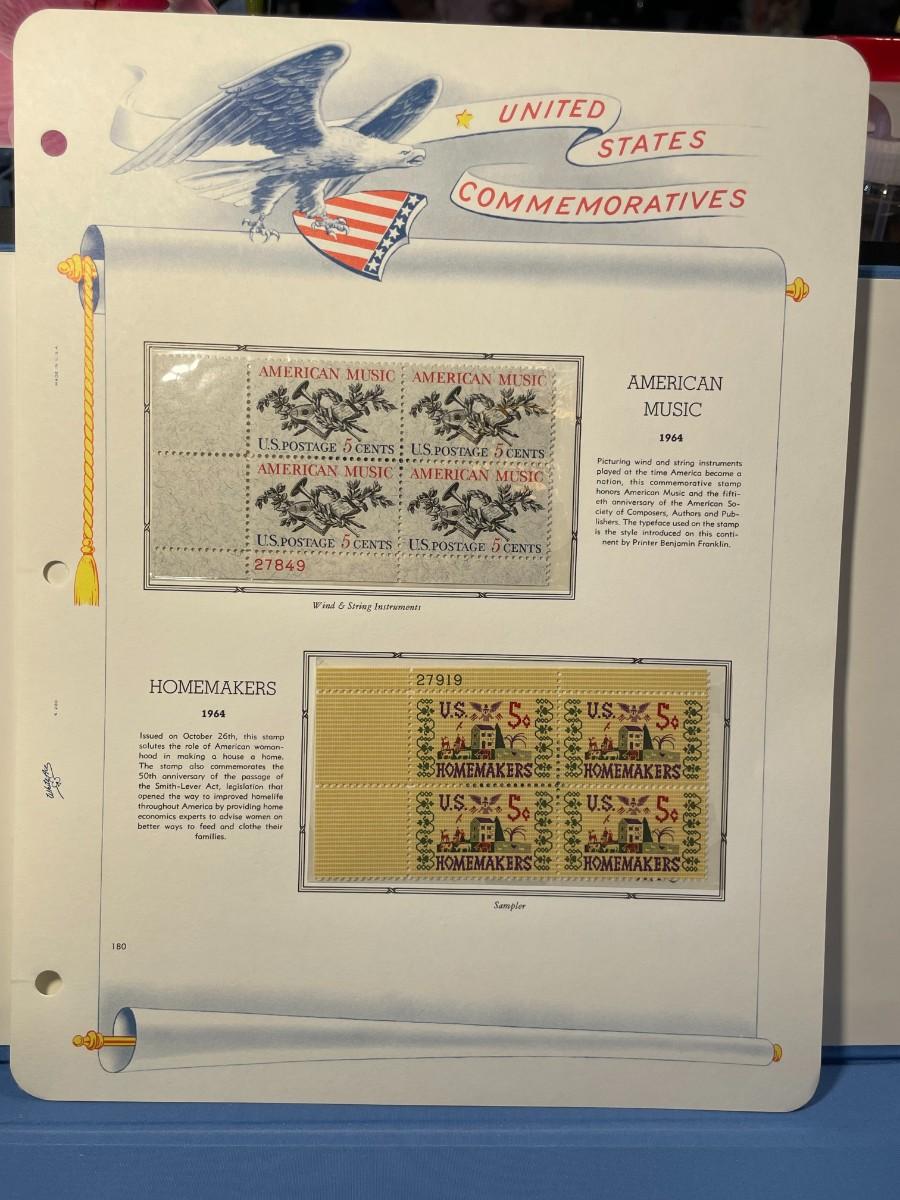 UNITED
STATES
COMMEMORATIVES
MADE IN U.S.A.
AMERICAN MUSIC
U.S.POSTAGE 5 CENTS
AMERICAN MUSIC
U.S.POSTAGE 5 CENTS
AMERICAN MUSIC
U.S.POSTAGE 5 CENTS
AMERICAN MUSIC
U.S.POSTAGE 5 CENTS
27849
Wind & String Instruments
AMERICAN
MUSIC
1964
Picturing wind and string instruments
played at the time America became a
nation, this commemorative stamp
honors American Music and the fifti-
eth anniversary of the American So-
ciety of Composers, Authors and Pub-
lishers. The typeface used on the stamp
is the style introduced on this conti-
nent by Printer Benjamin Franklin.
HOMEMAKERS
1964
Issued on October 26th, this stamp
salutes the role of American woman-
hood in making a house a home.
The stamp also commemorates the
50th anniversary of the passage of
the Smith-Lever Act, legislation that
opened the way to improved homelife
throughout America by providing home
economics experts to advise women on
better ways to feed and clothe their
families.
27919
U.S. 5¢
HOMEMAKERS
U.S. 5¢
HOMEMAKERS
U.S. 5¢
HOMEMAKERS
U.S. 5¢
HOMEMAKERS
Sampler
180